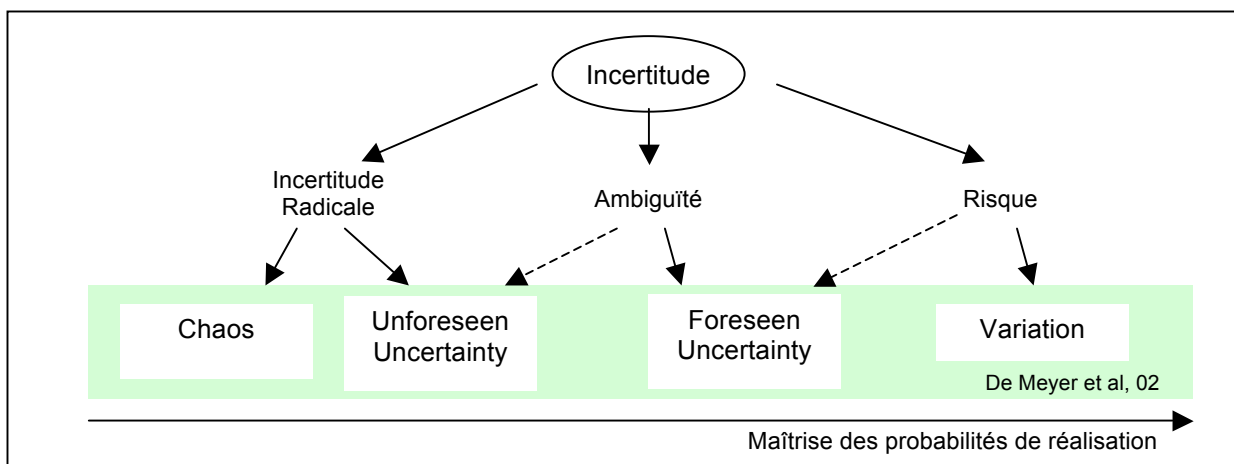 Incertitude
Incertitude
Radicale
Ambiguïté
Risque
Chaos
Unforeseen
Uncertainty
Foreseen
Uncertainty
Variation
De Meyer et al, 02
Maîtrise des probabilités de réalisation